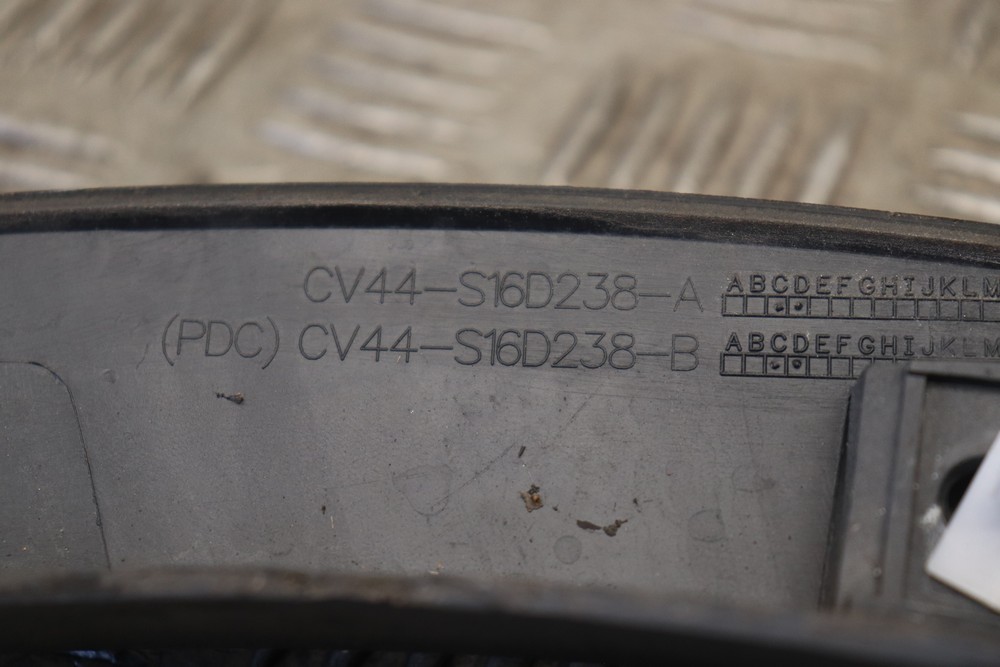 CV44-S16D238-A ABCDEFGHIJKLM
(PDC) CV44-S16D238-B ABCDEFGHIJKLM